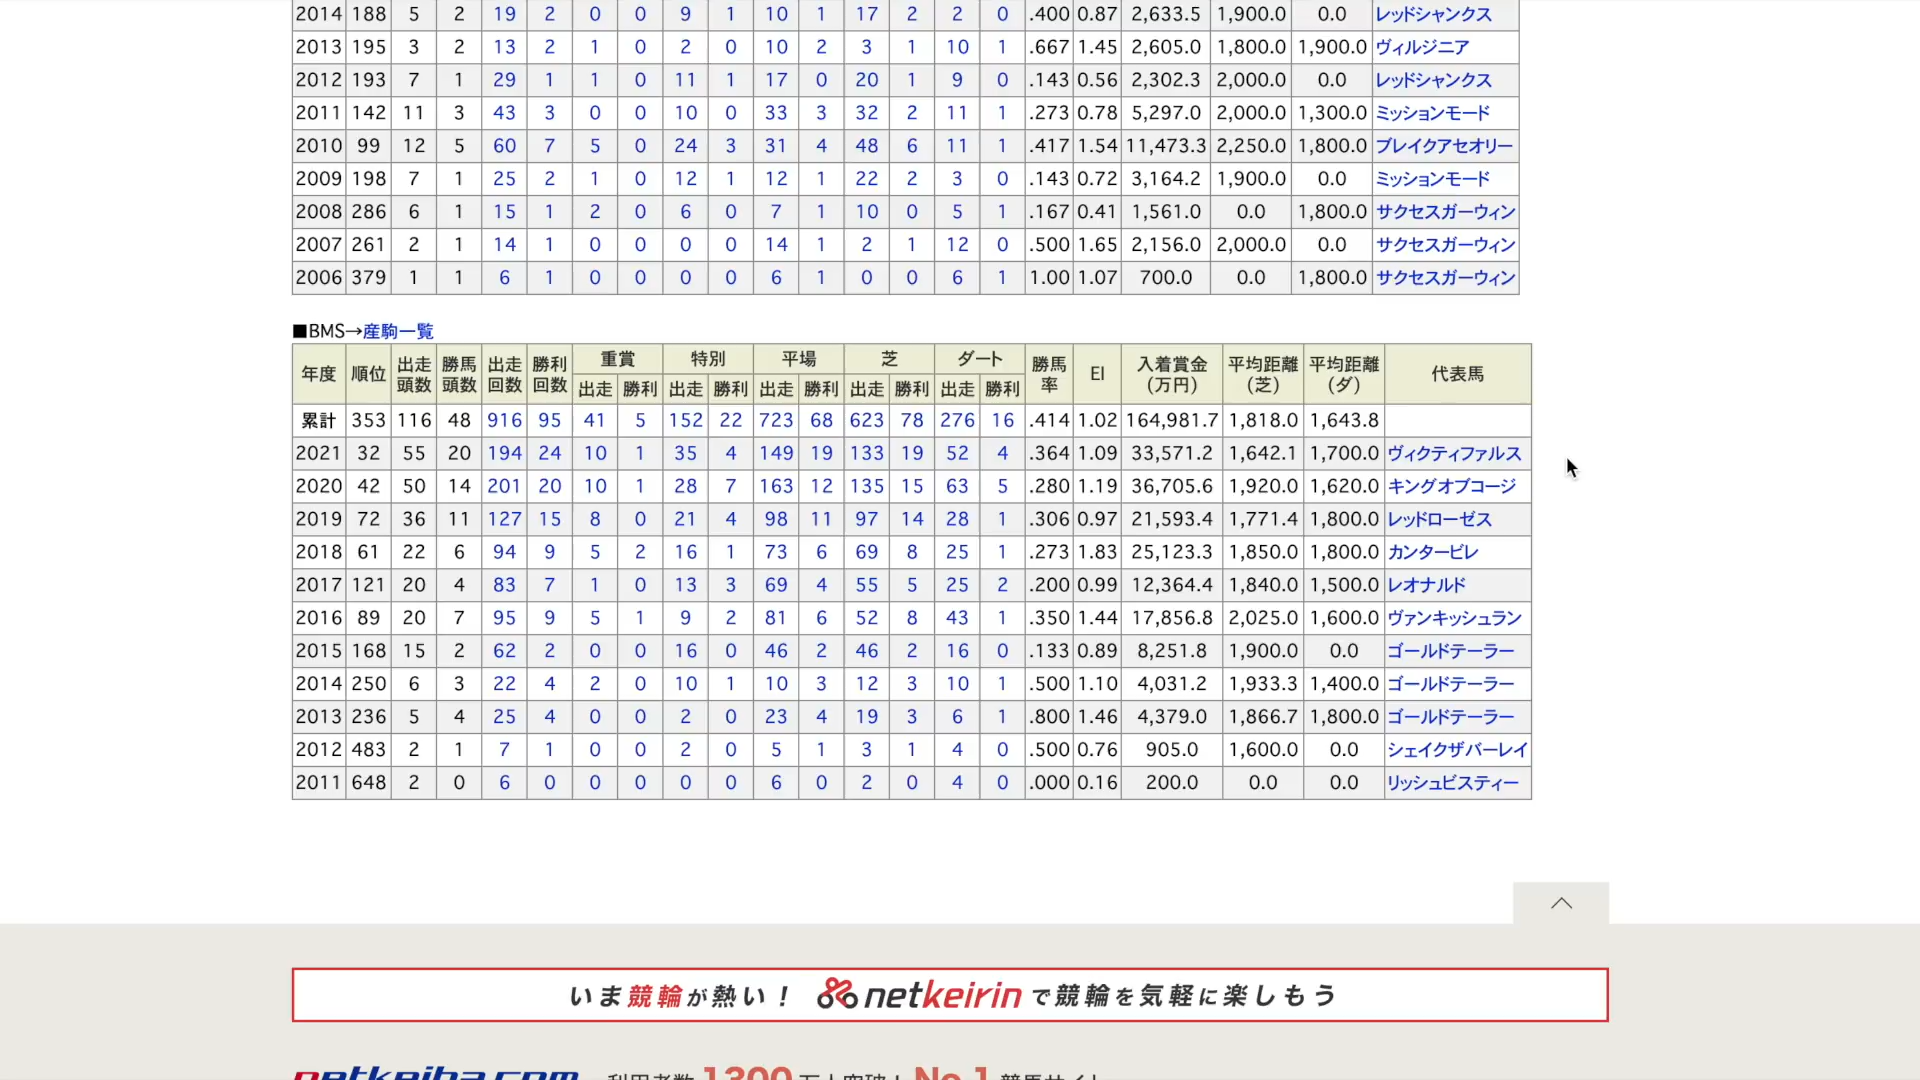 2014 188 5 2 19 2 0 0 9 1 10 1 17 2 2 0 .400 0.87 2,633.5 1,900.0 0.0 レッドシャンクス
2013 195 3 2 13 2 1 0 2 0 10 2 3 1 10 1 .667 1.45 2,605.0 1,800.0 1,900.0 ヴィルジニア
2012 193 7 1 29 1 1 0 11 1 17 0 20 1 9 0 .143 0.56 2,302.3 2,000.0 0.0 レッドシャンクス
2011 142 11 3 43 3 0 0 10 0 33 3 32 2 11 1 .273 0.78 5,297.0 2,000.0 1,300.0 ミッションモード
2010 99 12 5 60 7 5 0 24 3 31 4 48 6 11 1 .417 1.54 11,473.3 2,250.0 1,800.0 ブレイクアセオリー
2009 198 7 1 25 2 1 0 12 1 12 1 22 2 3 0 .143 0.72 3,164.2 1,900.0 0.0 ミッションモード
2008 286 6 1 15 1 2 0 6 0 7 1 10 0 5 1 .167 0.41 1,561.0 0.0 1,800.0 サクセスガーウィン
2007 261 2 1 14 1 0 0 0 0 14 1 2 1 12 0 .500 1.65 2,156.0 2,000.0 0.0 サクセスガーウィン
2006 379 1 1 6 1 0 0 0 0 6 1 0 0 6 1 1.00 1.07 700.0 0.0 1,800.0 サクセスガーウィン
■BMS→産駒一覧
年度 順位 出走頭数 勝馬頭数 出走回数 勝利回数 重賞 特別 平場 芝 ダート 勝馬率 EI 入着賞金(万円) 平均距離(芝) 平均距離(ダ) 代表馬
出走 勝利 出走 勝利 出走 勝利 出走 勝利 出走 勝利
累計 353 116 48 916 95 41 5 152 22 723 68 623 78 276 16 .414 1.02 164,981.7 1,818.0 1,643.8
2021 32 55 20 194 24 10 1 35 4 149 19 133 19 52 4 .364 1.09 33,571.2 1,642.1 1,700.0 ヴィクティファルス
2020 42 50 14 201 20 10 1 28 7 163 12 135 15 63 5 .280 1.19 36,705.6 1,920.0 1,620.0 キングオブコージ
2019 72 36 11 127 15 8 0 21 4 98 11 97 14 28 1 .306 0.97 21,593.4 1,771.4 1,800.0 レッドローゼス
2018 61 22 6 94 9 5 2 16 1 73 6 69 8 25 1 .273 1.83 25,123.3 1,850.0 1,800.0 カンタービレ
2017 121 20 4 83 7 1 0 13 3 69 4 55 5 25 2 .200 0.99 12,364.4 1,840.0 1,500.0 レオナルド
2016 89 20 7 95 9 5 1 9 2 81 6 52 8 43 1 .350 1.44 17,856.8 2,025.0 1,600.0 ヴァンキッシュラン
2015 168 15 2 62 2 0 0 16 0 46 2 46 2 16 0 .133 0.89 8,251.8 1,900.0 0.0 ゴールドテーラー
2014 250 6 3 22 4 2 0 10 1 10 3 12 3 10 1 .500 1.10 4,031.2 1,933.3 1,400.0 ゴールドテーラー
2013 236 5 4 25 4 0 0 2 0 23 4 19 3 6 1 .800 1.46 4,379.0 1,866.7 1,800.0 ゴールドテーラー
2012 483 2 1 7 1 0 0 2 0 5 1 3 1 4 0 .500 0.76 905.0 1,600.0 0.0 シェイクザバーレイ
2011 648 2 0 6 0 0 0 0 0 6 0 2 0 4 0 .000 0.16 200.0 0.0 0.0 リッシュビスティー
いま競輪が熱い! netkeirinで競輪を気軽に楽しもう
netkeiba.com 利用者数 1300万人突破! No.1 競馬サイト